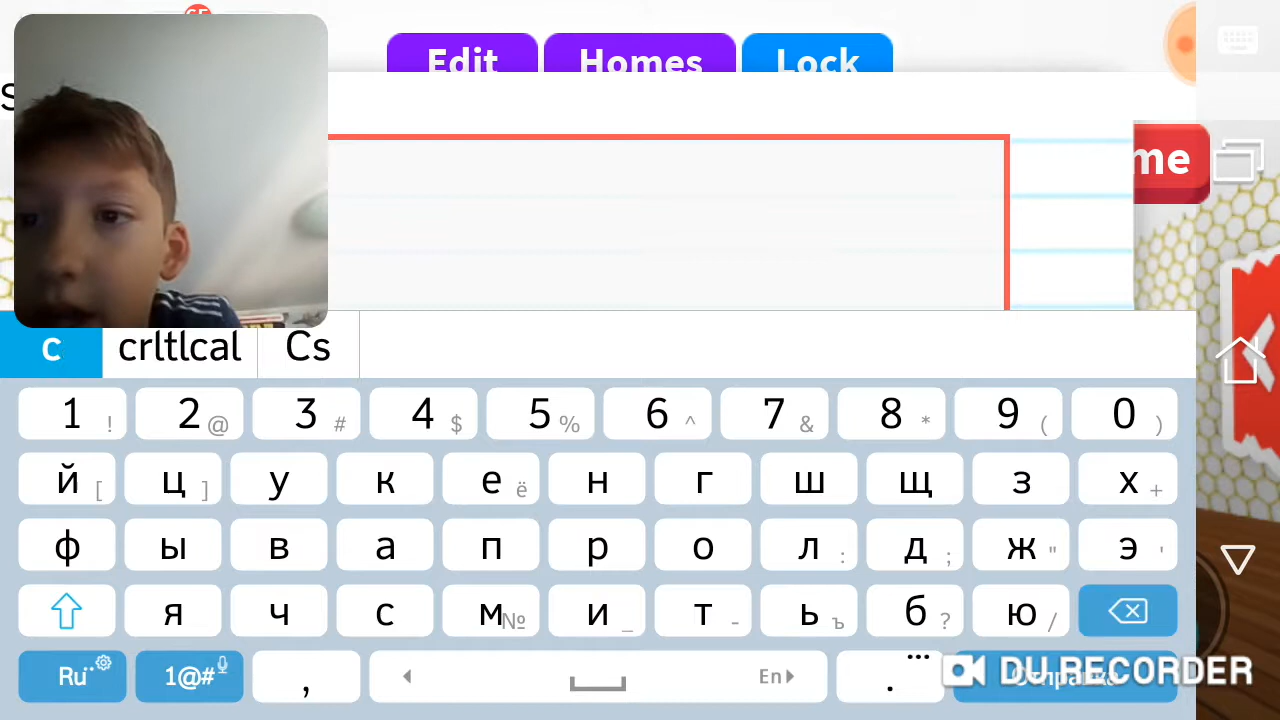 Edit Homes Lock
me
c crltlcal Cs
1 ! 2 @ 3 # 4 $ 5 % 6 ^ 7 & 8 * 9 ( 0 )
й [ ц ] у к е ё н г ш щ з х +
ф ы в а п р о л : д ; ж " э '
я ч с м № и _ т - ь ъ б ? ю /
Ru 1@# , En . ... DU RECORDER